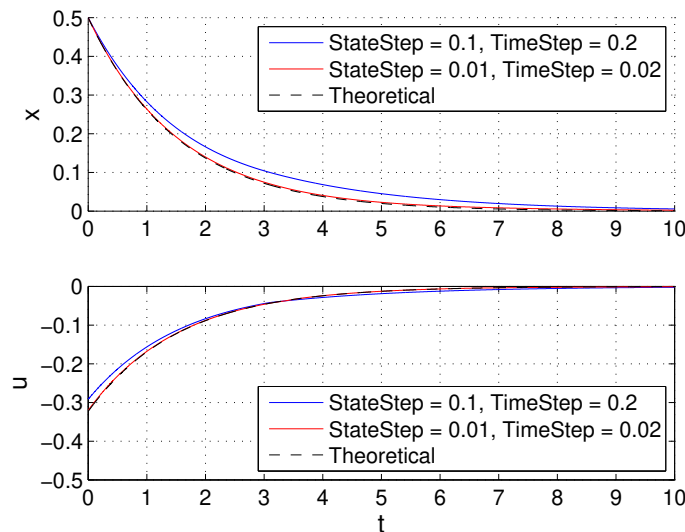 0.5
0.4
0.3
0.2
0.1
0
x
StateStep = 0.1, TimeStep = 0.2
StateStep = 0.01, TimeStep = 0.02
Theoretical
0 1 2 3 4 5 6 7 8 9 10
0
−0.1
−0.2
−0.3
−0.4
−0.5
u
StateStep = 0.1, TimeStep = 0.2
StateStep = 0.01, TimeStep = 0.02
Theoretical
0 1 2 3 4 5 6 7 8 9 10
t